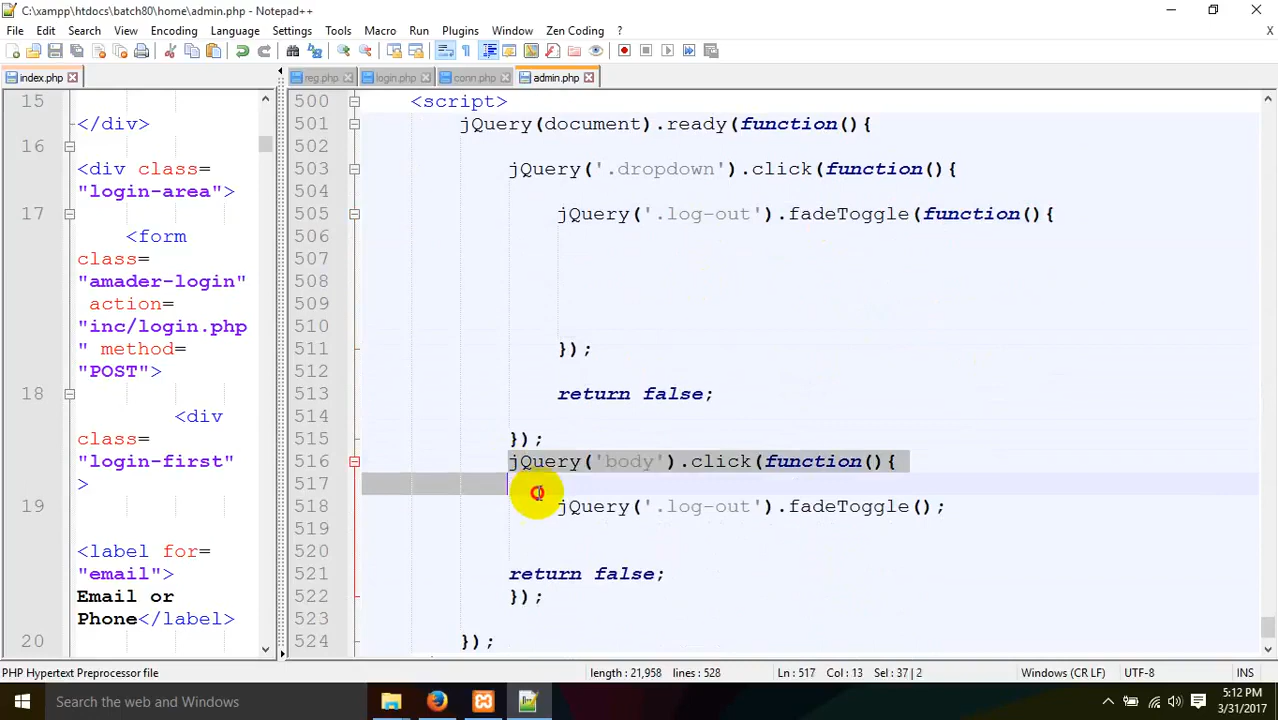 C:\xampp\htdocs\batch80\home\admin.php - Notepad++
File Edit Search View Encoding Language Settings Tools Macro Run Plugins Window Zen Coding ? X
index.php
reg.php login.php conn.php admin.php
15
</div>
16
<div class=
"login-area">
17
<form
class=
"amader-login"
action=
"inc/login.php
" method=
"POST">
18
<div
class=
"login-first"
>
19
<label for=
"email">
Email or
Phone</label>
20
500 <script>
501 jQuery(document).ready(function(){
502
503 jQuery('.dropdown').click(function(){
504
505 jQuery('.log-out').fadeToggle(function(){
506
507
508
509
510
511 });
512
513 return false;
514
515 });
516 jQuery('body').click(function(){
517
518 jQuery('.log-out').fadeToggle();
519
520
521 return false;
522 });
523
524 });
PHP Hypertext Preprocessor file length : 21,958 lines : 528 Ln : 517 Col : 13 Sel : 37 | 2 Windows (CR LF) UTF-8 INS
Search the web and Windows
5:12 PM
3/31/2017